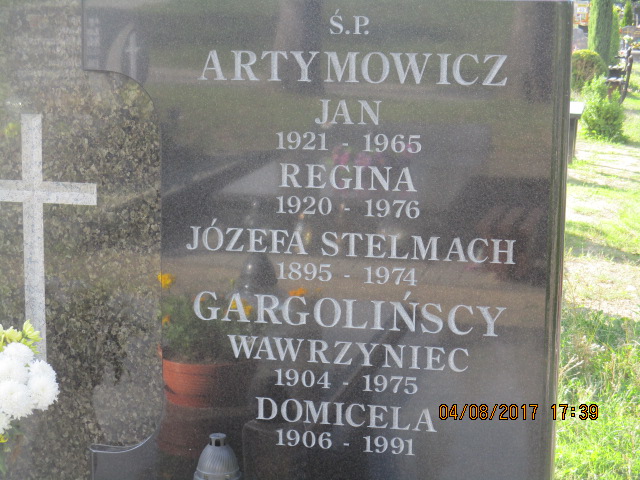 Ś.P.
ARTYMOWICZ
JAN
1921 - 1965
REGINA
1920 - 1976
JÓZEFA STELMACH
1895 - 1974
GARGOLIŃSCY
WAWRZYNIEC
1904 - 1975
DOMICELA
1906 - 1991
04/08/2017 17:39